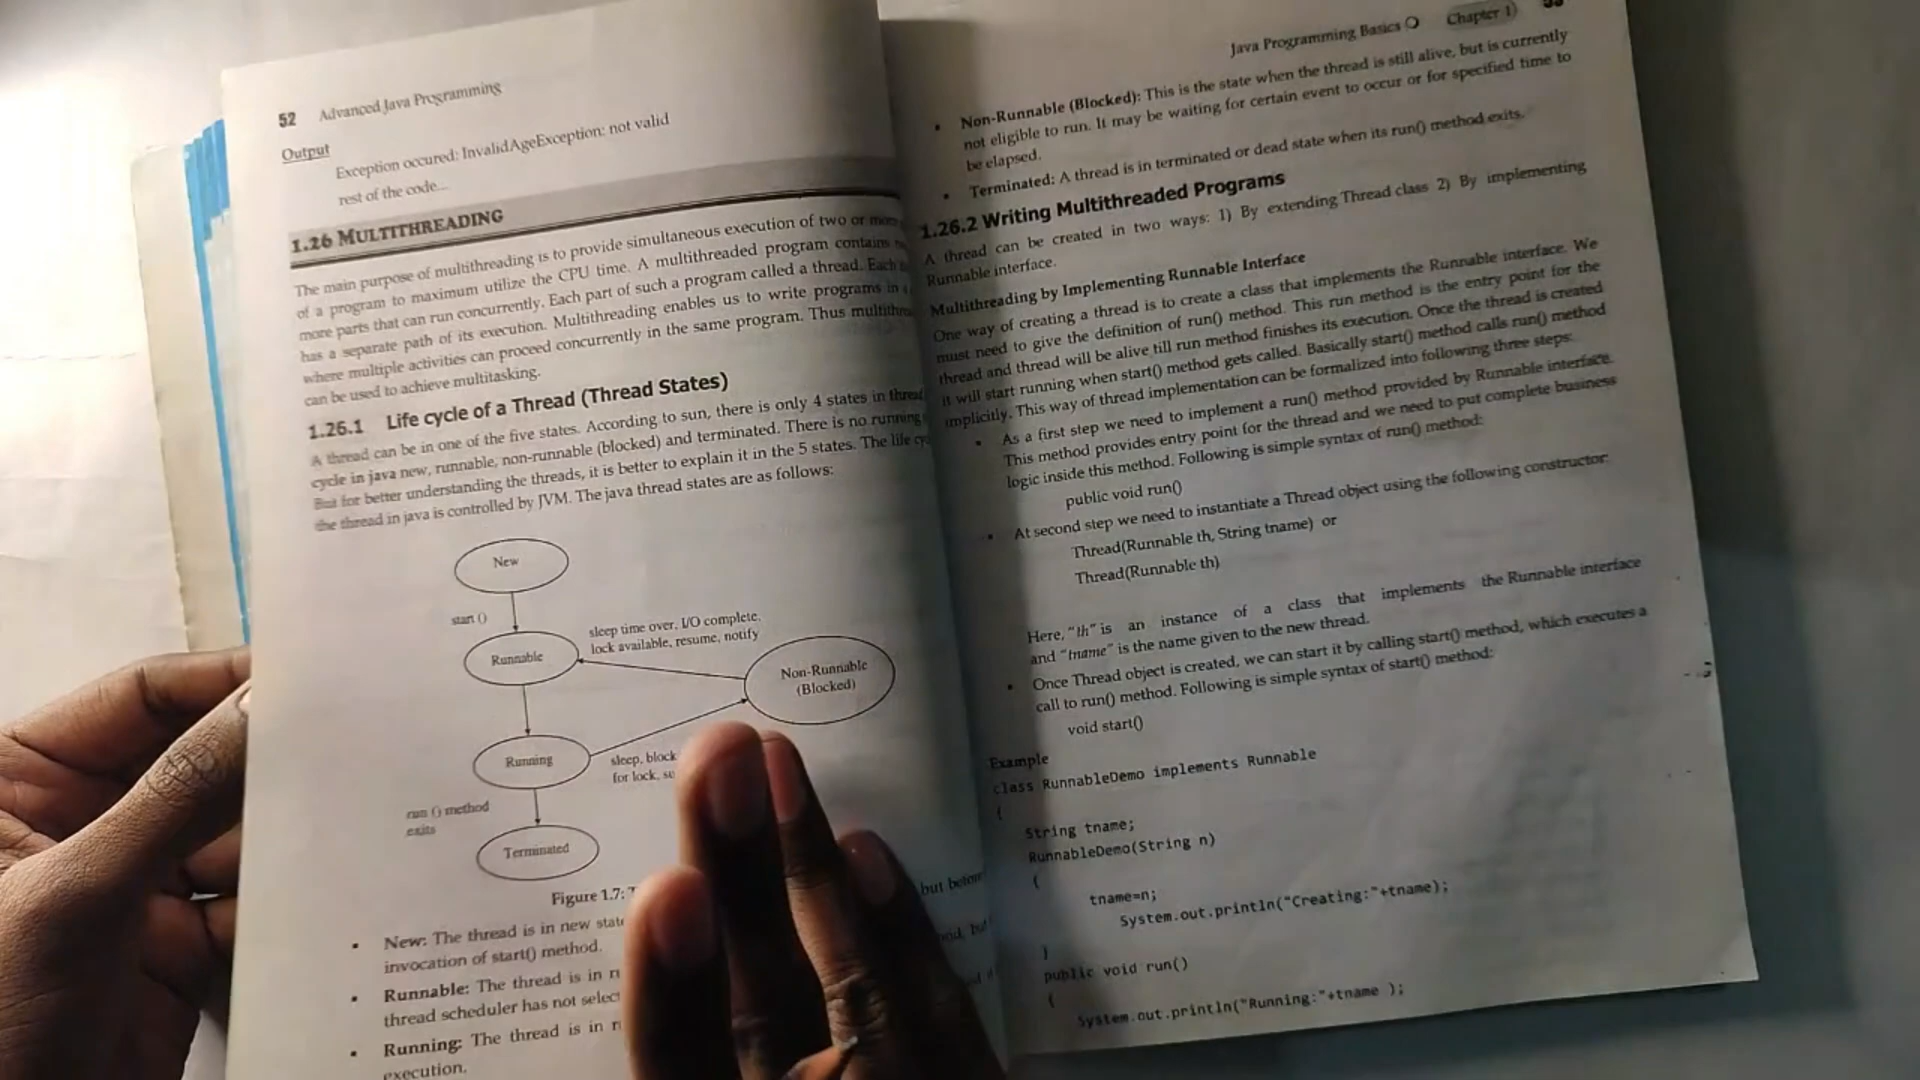 52 Advanced Java Programming
Output
Exception occured: InvalidAgeException: not valid
rest of the code...
1.26 MULTITHREADING
The main purpose of multithreading is to provide simultaneous execution of two or more
of a program to maximum utilize the CPU time. A multithreaded program contains
more parts that can run concurrently. Each part of such a program called a thread. Each
has a separate path of its execution. Multithreading enables us to write programs in
where multiple activities can proceed concurrently in the same program. Thus
can be used to achieve multitasking.
1.26.1 Life cycle of a Thread (Thread States)
A thread can be in one of the five states. According to sun, there is only 4 states in
cycle in java new, runnable, non-runnable (blocked) and terminated. There is no running
But for better understanding the threads, it is better to explain it in the 5 states. The life
the thread in java is controlled by JVM. The java thread states are as follows:
New
start ()
sleep time over, I/O complete,
lock available, resume, notify
Runnable
Non-Runnable
(Blocked)
Running
sleep, block
for lock, su
run () method
exits
Terminated
Figure 1.7:
New: The thread is in new state
but before
invocation of start() method.
Runnable: The thread is in
but
thread scheduler has not select
Running: The thread is in
execution.
Java Programming Basics Chapter 1
• Non-Runnable (Blocked): This is the state when the thread is still alive, but is currently
not eligible to run. It may be waiting for certain event to occur or for specified time to
be elapsed.
• Terminated: A thread is in terminated or dead state when its run() method exits.
1.26.2 Writing Multithreaded Programs
A thread can be created in two ways: 1) By extending Thread class 2) By implementing
Runnable interface.
Multithreading by Implementing Runnable Interface
One way of creating a thread is to create a class that implements the Runnable interface. We
must need to give the definition of run() method. This run method is the entry point for the
thread and thread will be alive till run method finishes its execution. Once the thread is created
it will start running when start() method gets called. Basically start() method calls run() method
implicitly. This way of thread implementation can be formalized into following three steps:
• As a first step we need to implement a run() method provided by Runnable interface.
This method provides entry point for the thread and we need to put complete business
logic inside this method. Following is simple syntax of run() method:
public void run()
• At second step we need to instantiate a Thread object using the following constructor:
Thread(Runnable th, String tname) or
Thread(Runnable th)
Here, "th" is an instance of a class that implements the Runnable interface
and "tname" is the name given to the new thread.
• Once Thread object is created, we can start it by calling start() method, which executes a
call to run() method. Following is simple syntax of start() method:
void start()
Example
class RunnableDemo implements Runnable
{
String tname;
RunnableDemo(String n)
{
tname=n;
System.out.println("Creating:"+tname);
}
public void run()
{
System.out.println("Running:"+tname );